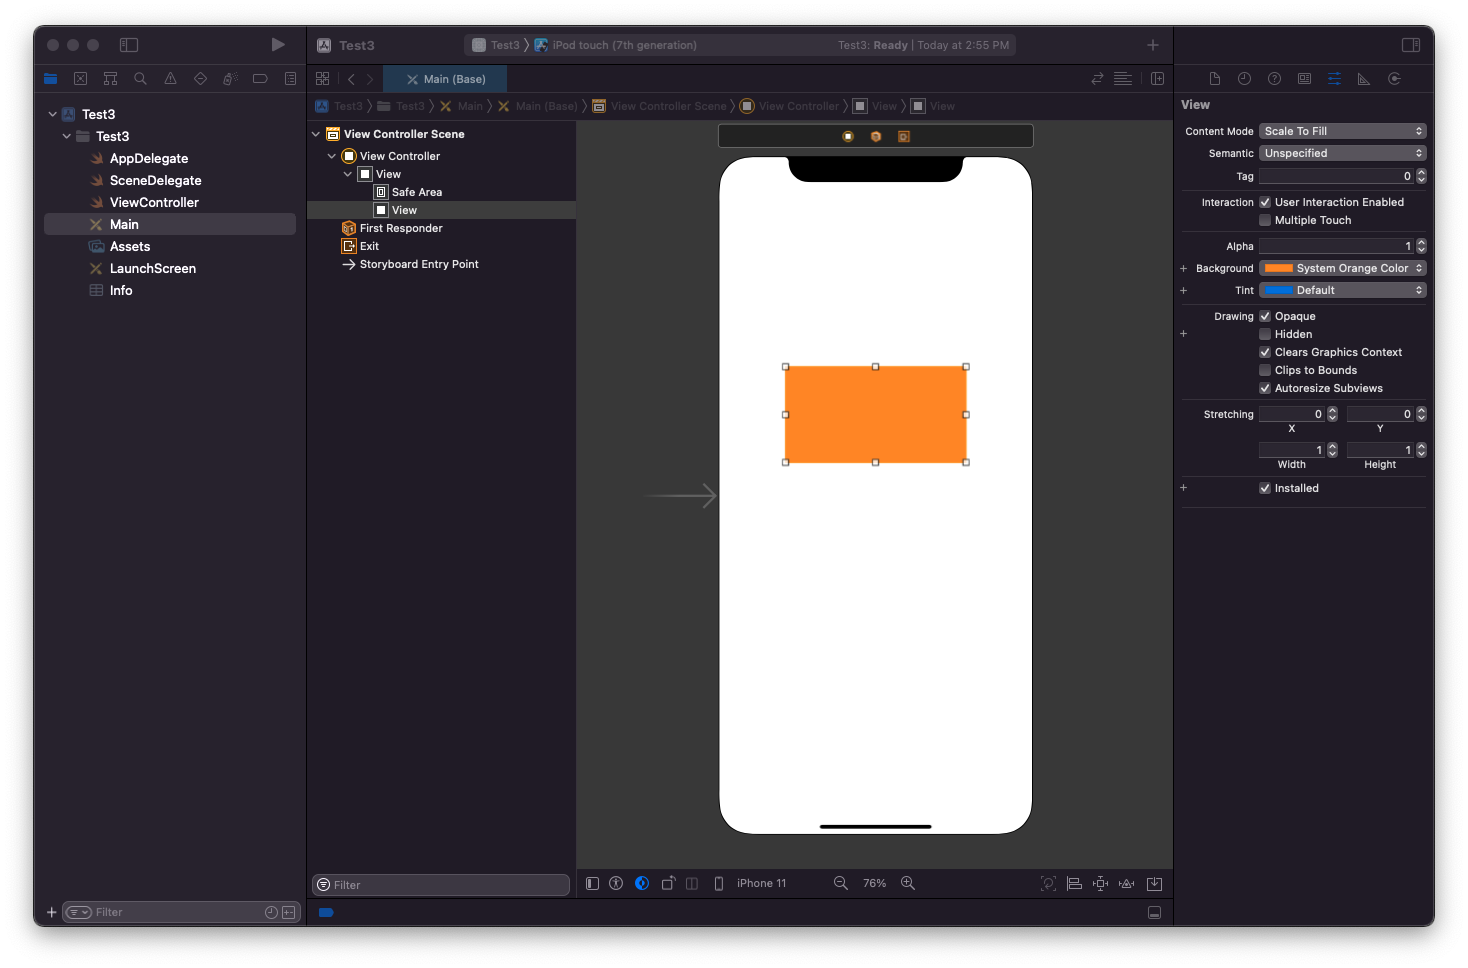 Test3
Test3
AppDelegate
SceneDelegate
ViewController
Main
Assets
LaunchScreen
Info
Filter
Test3
Test3 iPod touch (7th generation)
Test3: Ready | Today at 2:55 PM
Main (Base)
Test3 Test3 Main Main (Base) View Controller Scene View Controller View View
View Controller Scene
View Controller
View
Safe Area
View
First Responder
Exit
Storyboard Entry Point
Filter
iPhone 11
76%
View
Content Mode Scale To Fill
Semantic Unspecified
Tag 0
Interaction User Interaction Enabled
Multiple Touch
Alpha 1
Background System Orange Color
Tint Default
Drawing Opaque
Hidden
Clears Graphics Context
Clips to Bounds
Autoresize Subviews
Stretching 0 0
X Y
1 1
Width Height
Installed